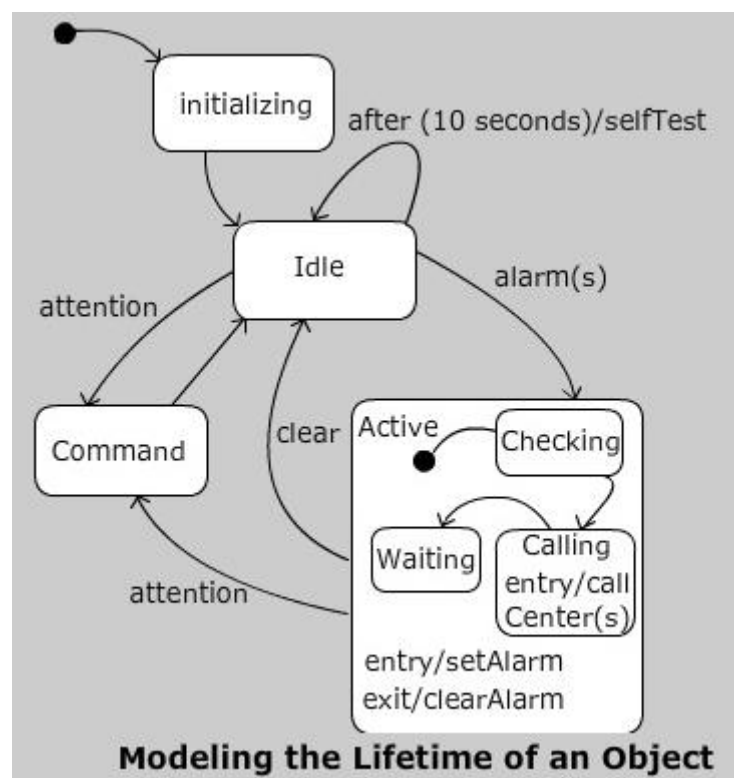 initializing
after (10 seconds)/selfTest
Idle
alarm(s)
attention
clear
Command
Active
Checking
Waiting
Calling
entry/call
Center(s)
attention
entry/setAlarm
exit/clearAlarm
Modeling the Lifetime of an Object